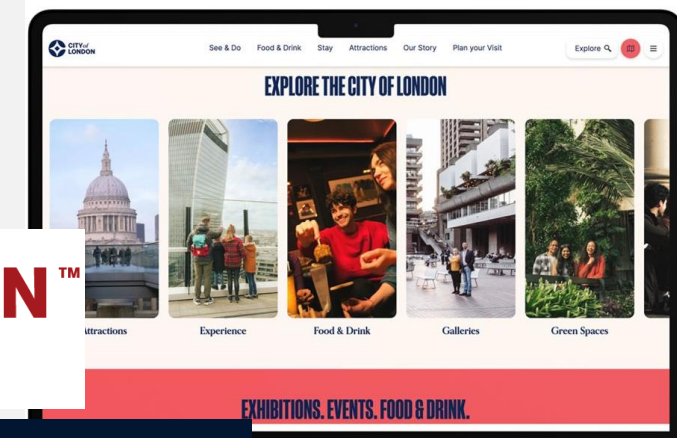 CITY of LONDON
See & Do Food & Drink Stay Attractions Our Story Plan your Visit Explore
EXPLORE THE CITY OF LONDON
N™
Attractions Experience Food & Drink Galleries Green Spaces
EXHIBITIONS. EVENTS. FOOD & DRINK.